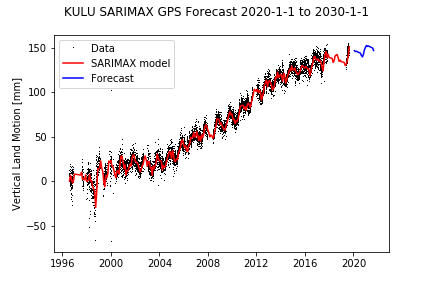 KULU SARIMAX GPS Forecast 2020-1-1 to 2030-1-1
Data
SARIMAX model
Forecast
Vertical Land Motion [mm]
150
100
50
0
−50
1996 2000 2004 2008 2012 2016 2020